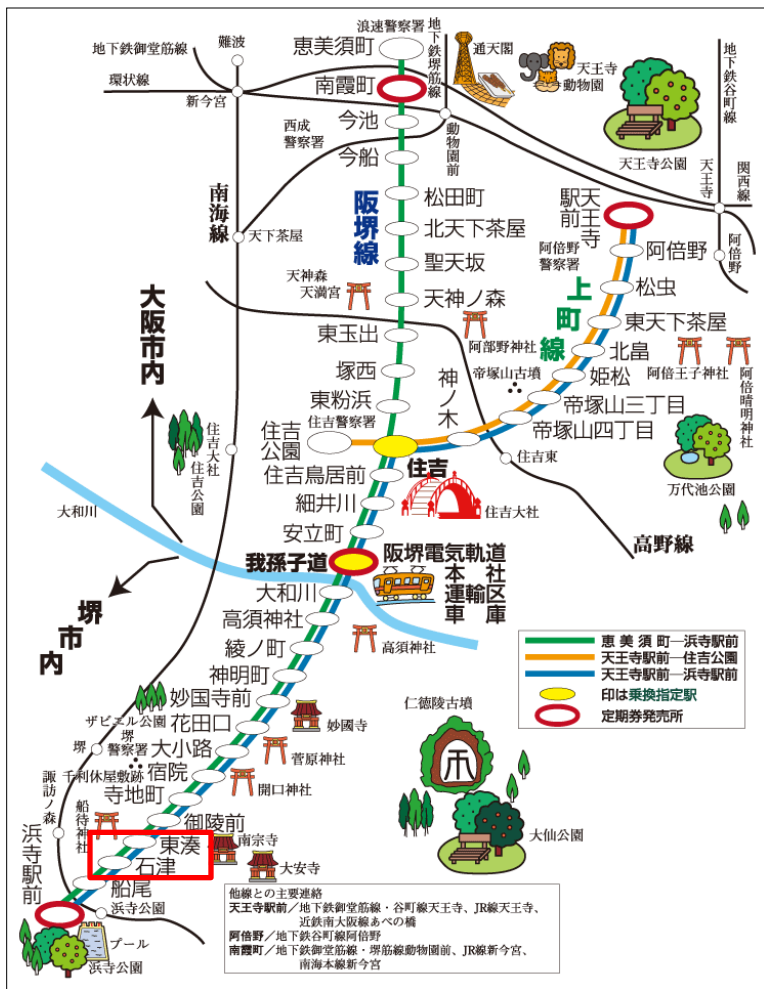 浪速警察署
恵美須町
地下鉄堺筋線
通天閣
天王寺
動物園
地下鉄谷町線
難波
地下鉄御堂筋線
環状線
新今宮
南霞町
今池
西成
警察署
動物園前
今船
天王寺公園
関西線
天王寺
南海線
阪堺線
松田町
天王寺
駅前
阿倍野
警察署
阿倍野
阿倍野
北天下茶屋
天下茶屋
聖天坂
松虫
上町線
天神森
天満宮
天神ノ森
東天下茶屋
大阪市内
東玉出
阿部野神社
北畠
阿倍王子神社
阿倍晴明神社
塚西
帝塚山古墳
姫松
神ノ木
東粉浜
帝塚山三丁目
住吉警察署
帝塚山四丁目
住吉
公園
住吉
住吉東
住吉大社
住吉公園
住吉鳥居前
万代池公園
細井川
住吉大社
大和川
安立町
高野線
我孫子道
阪堺電気軌道
本社
運輸区
車庫
堺市内
大和川
高須神社
高須神社
綾ノ町
神明町
恵美須町―浜寺駅前
天王寺駅前―住吉公園
天王寺駅前―浜寺駅前
印は乗換指定駅
定期券発売所
妙国寺前
仁徳陵古墳
ザビエル公園
花田口
妙國寺
堺
堺
警察署
大小路
菅原神社
千利休屋敷跡
宿院
開口神社
諏訪ノ森
寺地町
船待神社
御陵前
大仙公園
浜寺駅前
東湊
南宗寺
石津
大安寺
船尾
浜寺公園
プール
浜寺公園
他線との主要連絡
天王寺駅前／地下鉄御堂筋線・谷町線天王寺、JR線天王寺、
近鉄南大阪線あべの橋
阿倍野／地下鉄谷町線阿倍野
南霞町／地下鉄御堂筋線・堺筋線動物園前、JR線新今宮、
南海本線新今宮